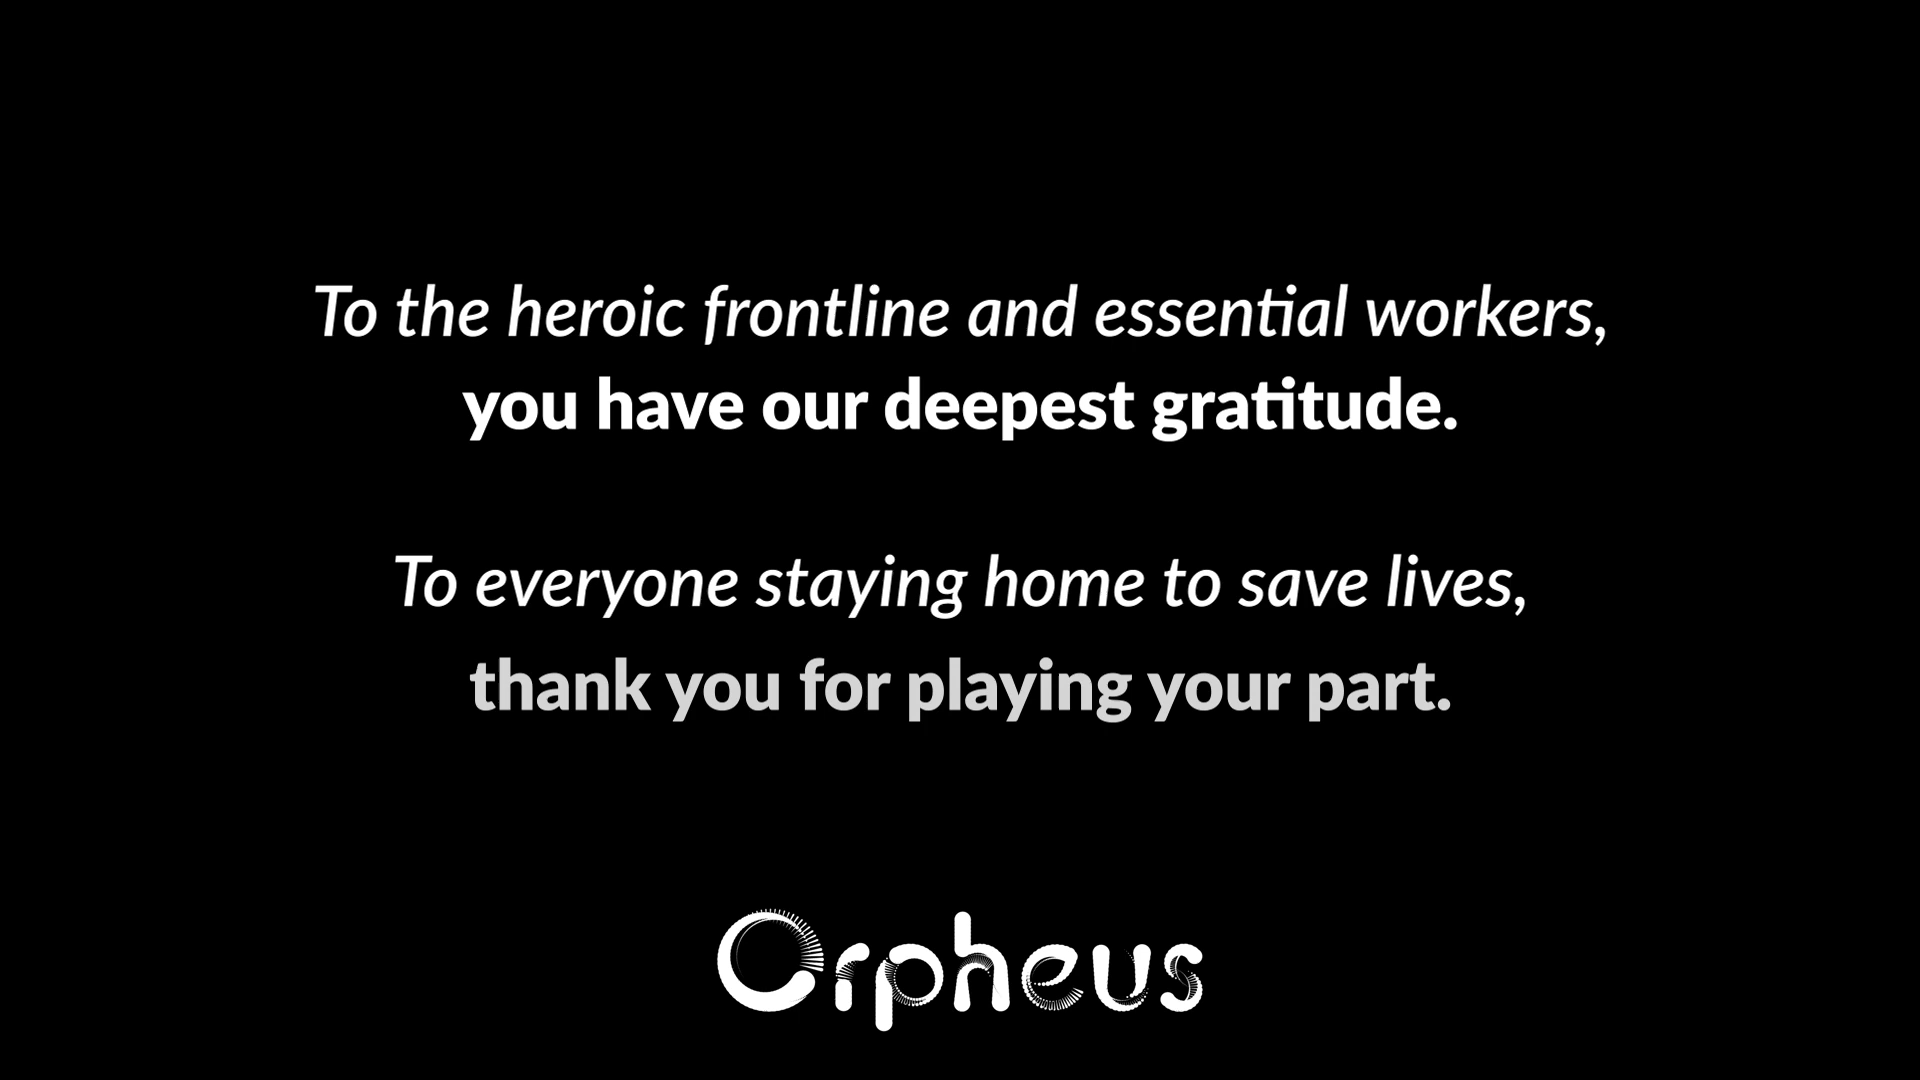 To the heroic frontline and essential workers,
you have our deepest gratitude.
To everyone staying home to save lives,
thank you for playing your part.
Orpheus